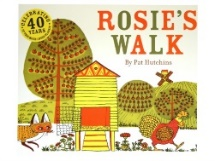 CELEBRATING
40
YEARS
ROSIE'S
WALK
By Pat Hutchins